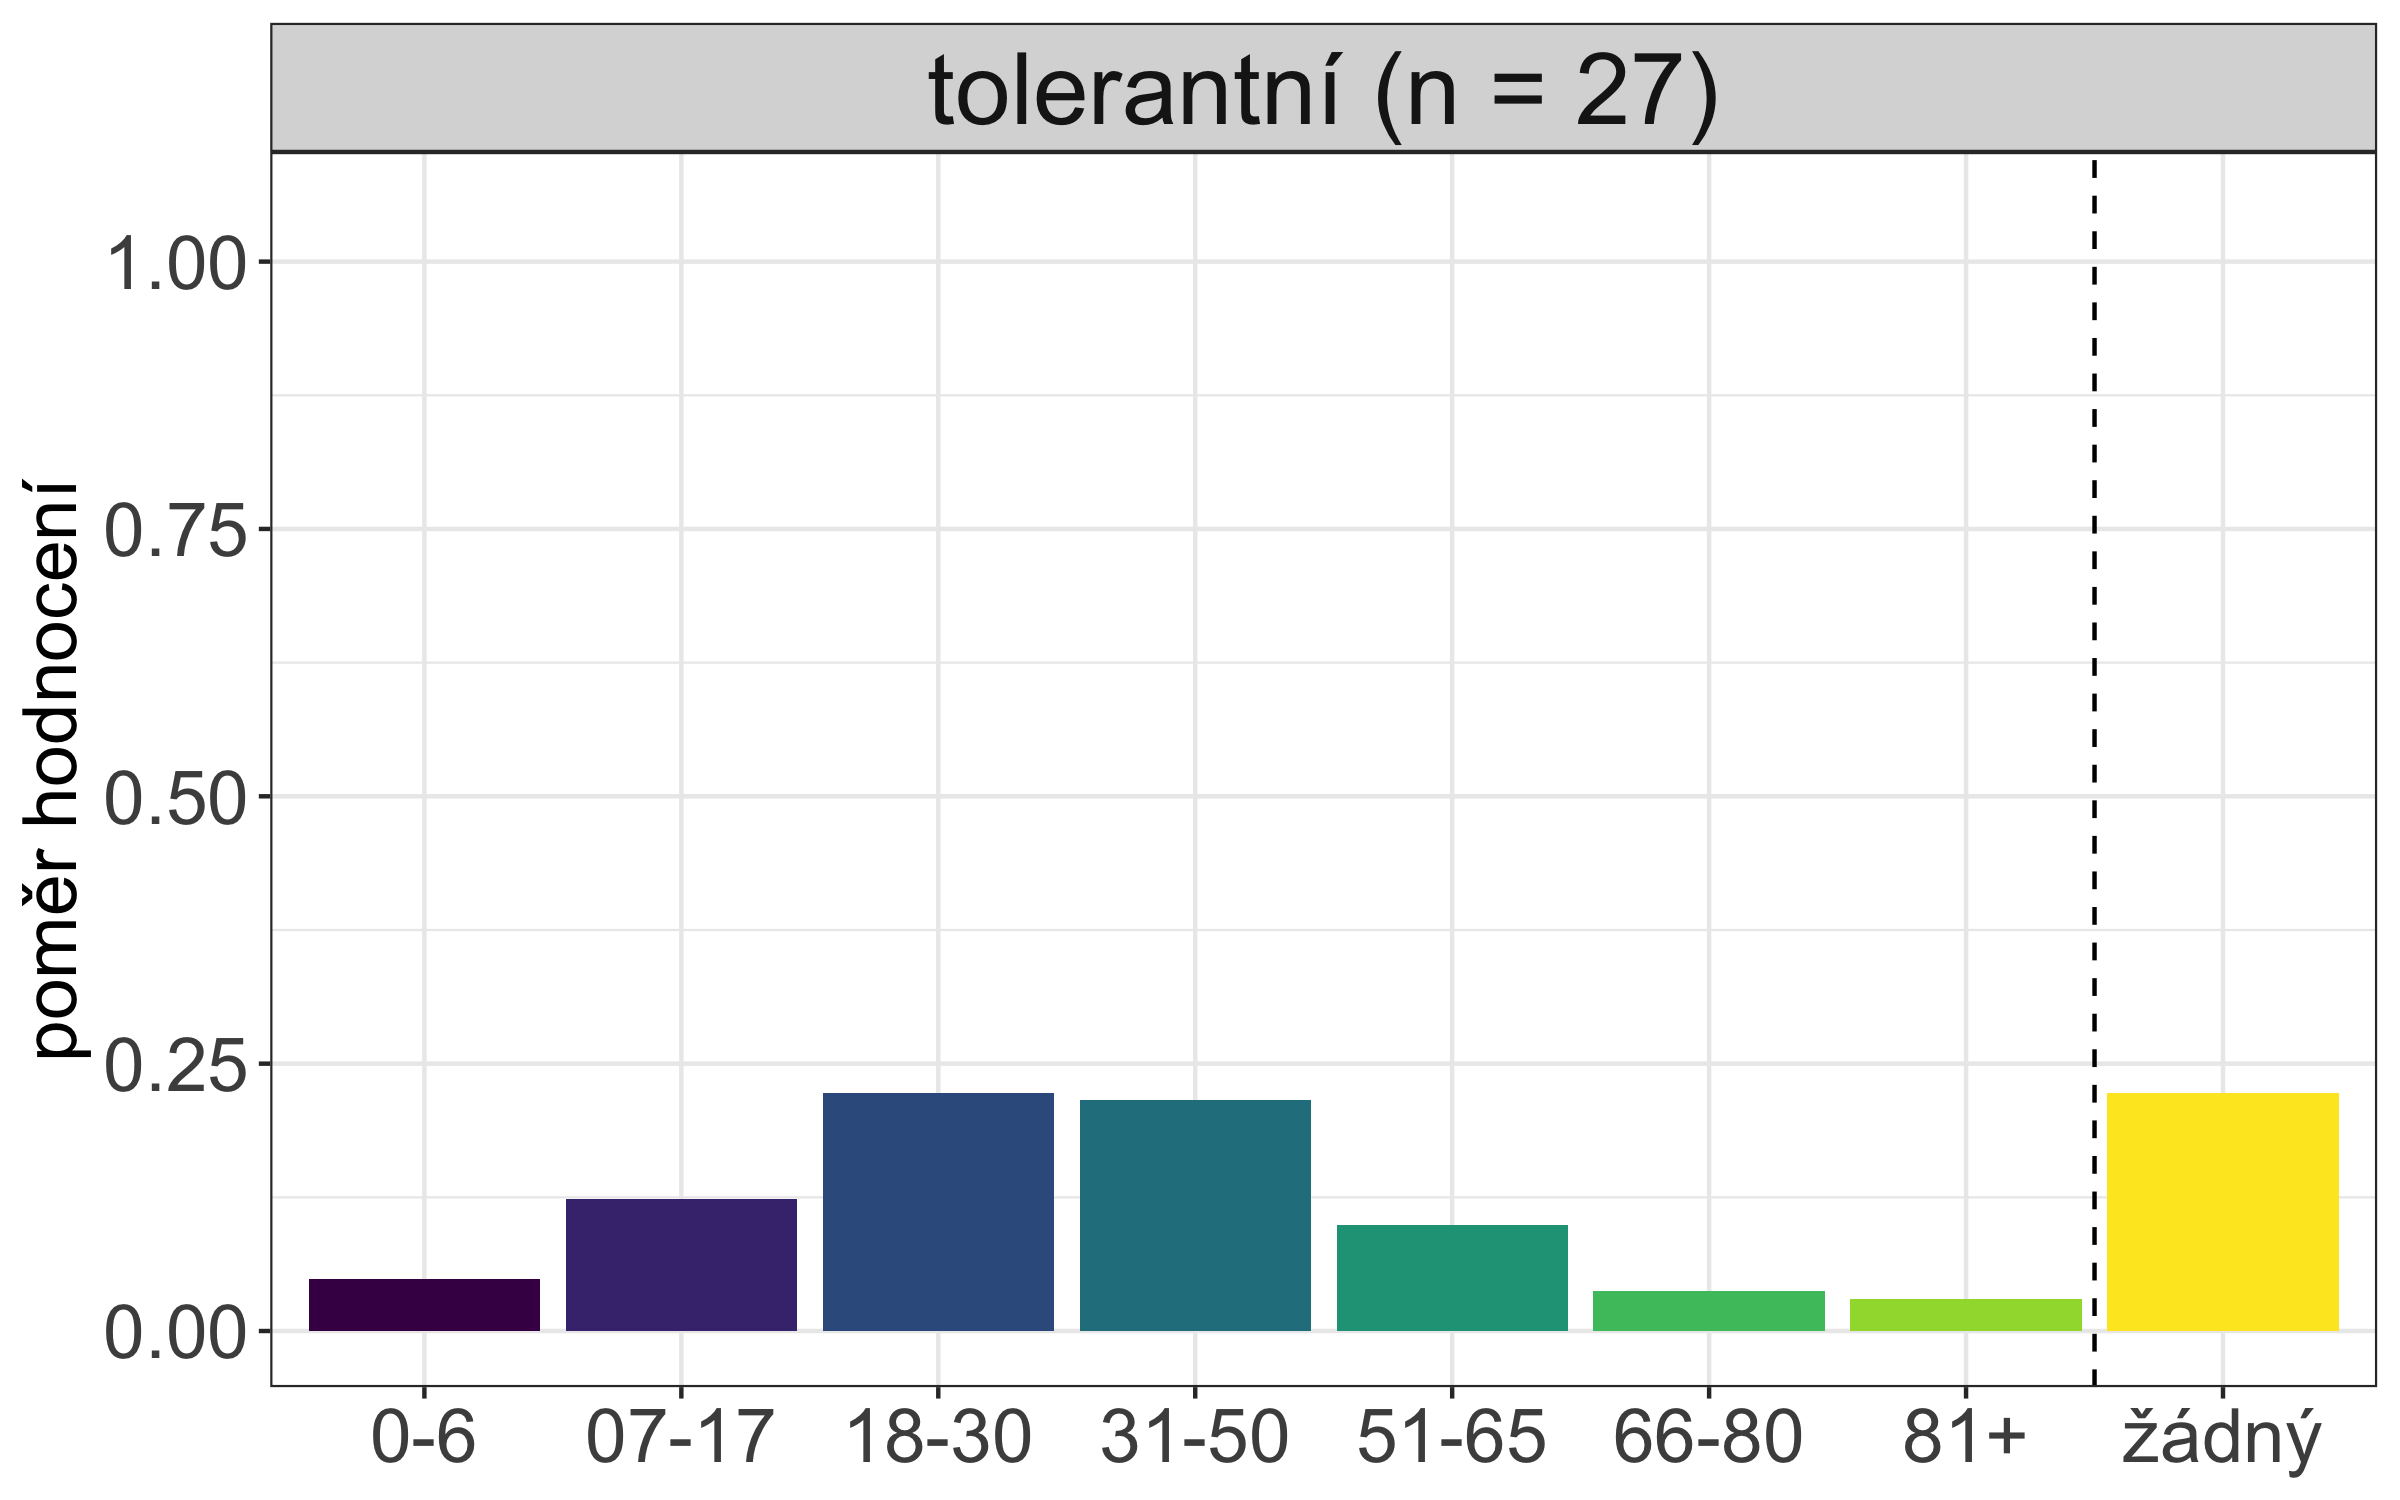 tolerantní (n = 27)
poměr hodnocení
1.00
0.75
0.50
0.25
0.00
0-6 07-17 18-30 31-50 51-65 66-80 81+ žádný